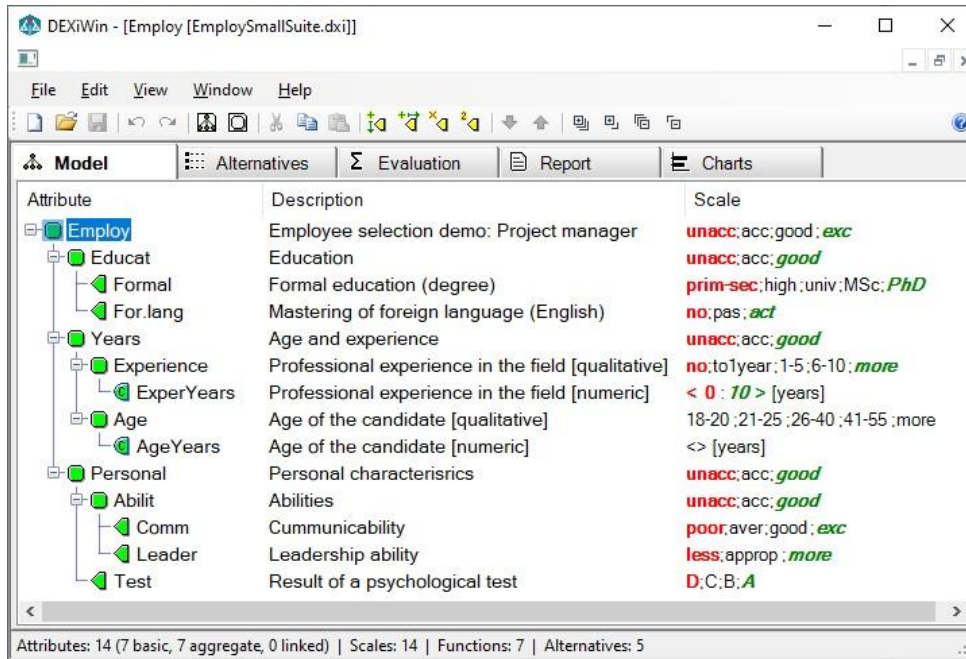 DEXiWin - [Employ [EmploySmallSuite.dxi]]
File Edit View Window Help
Model Alternatives Σ Evaluation Report Charts
Attribute Description Scale
Employ Employee selection demo: Project manager unacc;acc;good;exc
Educat Education unacc;acc;good
Formal Formal education (degree) prim-sec;high;univ;MSc;PhD
For.lang Mastering of foreign language (English) no;pas;act
Years Age and experience unacc;acc;good
Experience Professional experience in the field [qualitative] no;to1year;1-5;6-10;more
ExperYears Professional experience in the field [numeric] < 0 : 10 > [years]
Age Age of the candidate [qualitative] 18-20 ;21-25 ;26-40 ;41-55 ;more
AgeYears Age of the candidate [numeric] <> [years]
Personal Personal characterisrics unacc;acc;good
Abilit Abilities unacc;acc;good
Comm Cummunicability poor;aver;good;exc
Leader Leadership ability less;approp;more
Test Result of a psychological test D;C;B;A
Attributes: 14 (7 basic, 7 aggregate, 0 linked) | Scales: 14 | Functions: 7 | Alternatives: 5